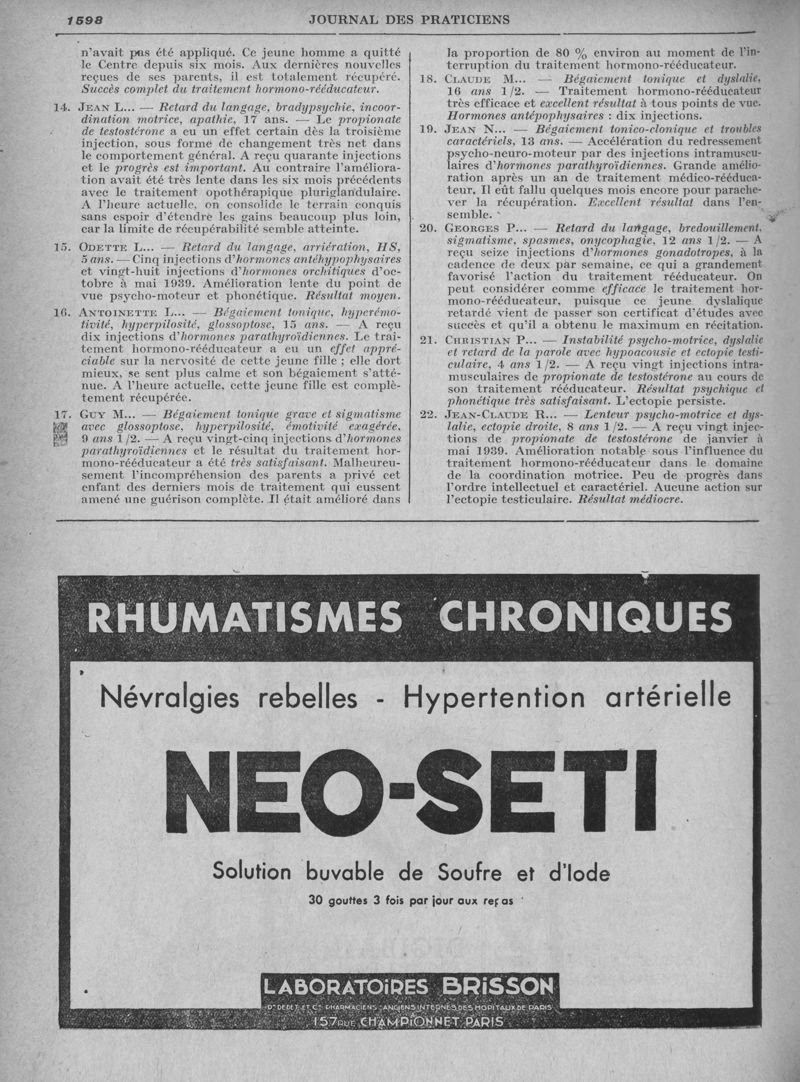 1598
JOURNAL DES PRATICIENS
n'avait pas été appliqué. Ce jeune homme a quitté
le Centre depuis six mois. Aux dernières nouvelles
reçues de ses parents, il est totalement récupéré.
Succès complet du traitement hormono-rééducateur.
14. JEAN L... — Retard du langage, bradypsychie, incoor-
dination motrice, apathie, 17 ans. — Le propionate
de testostérone a eu un effet certain dès la troisième
injection, sous forme de changement très net dans
le comportement général. A reçu quarante injections
et le progrès est important. Au contraire l'améliora-
tion avait été très lente dans les six mois précédents
avec le traitement opothérapique pluriglandulaire.
A l'heure actuelle, on consolide le terrain conquis
sans espoir d'étendre les gains beaucoup plus loin,
car la limite de récupérabilité semble atteinte.
15. ODETTE L... — Retard du langage, arriération, HS,
5 ans. — Cinq injections d'hormones antéhypophysaires
et vingt-huit injections d'hormones orchitiques d'oc-
tobre à mai 1939. Amélioration lente du point de
vue psycho-moteur et phonétique. Résultat moyen.
16. ANTOINETTE L... — Bégaiement tonique, hyperémo-
tivité, hyperpilosité, glossoptose, 15 ans. — A reçu
dix injections d'hormones parathyroïdiennes. Le trai-
tement hormono-rééducateur a eu un effet appré-
ciable sur la nervosité de cette jeune fille ; elle dort
mieux, se sent plus calme et son bégaiement s'atté-
nue. A l'heure actuelle, cette jeune fille est complè-
tement récupérée.
17. GUY M... — Bégaiement tonique grave et sigmatisme
avec glossoptose, hyperpilosité, émotivité exagérée,
9 ans 1/2. — A reçu vingt-cinq injections d'hormones
parathyroïdiennes et le résultat du traitement hor-
mono-rééducateur a été très satisfaisant. Malheureu-
sement l'incompréhension des parents a privé cet
enfant des derniers mois de traitement qui eussent
amené une guérison complète. Il était amélioré dans
la proportion de 80 % environ au moment de l'in-
terruption du traitement hormono-rééducateur.
18. CLAUDE M... — Bégaiement tonique et dyslalie,
16 ans 1/2. — Traitement hormono-rééducateur
très efficace et excellent résultat à tous points de vue.
Hormones antépophysaires : dix injections.
19. JEAN N... — Bégaiement tonico-clonique et troubles
caractériels, 13 ans. — Accélération du redressement
psycho-neuro-moteur par des injections intramuscu-
laires d'hormones parathyroïdiennes. Grande amélio-
ration après un an de traitement médico-rééduca-
teur. Il eût fallu quelques mois encore pour parache-
ver la récupération. Excellent résultat dans l'en-
semble.
20. GEORGES P... — Retard du langage, bredouillement,
sigmatisme, spasmes, onycophagie, 12 ans 1/2. — A
reçu seize injections d'hormones gonadotropes, à la
cadence de deux par semaine, ce qui a grandement
favorisé l'action du traitement rééducateur. On
peut considérer comme efficace le traitement hor-
mono-rééducateur, puisque ce jeune dyslalique
retardé vient de passer son certificat d'études avec
succès et qu'il a obtenu le maximum en récitation.
21. CHRISTIAN P... — Instabilité psycho-motrice, dyslalie
et retard de la parole avec hypoacousie et ectopie testi-
culaire, 4 ans 1/2. — A reçu vingt injections intra-
musculaires de propionate de testostérone au cours de
son traitement rééducateur. Résultat psychique et
phonétique très satisfaisant. L'ectopie persiste.
22. JEAN-CLAUDE R... — Lenteur psycho-motrice et dys-
lalie, ectopie droite, 8 ans 1/2. — A reçu vingt injec-
tions de propionate de testostérone de janvier à
mai 1939. Amélioration notable sous l'influence du
traitement hormono-rééducateur dans le domaine
de la coordination motrice. Peu de progrès dans
l'ordre intellectuel et caractériel. Aucune action sur
l'ectopie testiculaire. Résultat médiocre.
RHUMATISMES CHRONIQUES
Névralgies rebelles - Hypertention artérielle
NEO-SETI
Solution buvable de Soufre et d'Iode
30 gouttes 3 fois par jour aux repas
LABORATOIRES BRISSON
Drs DEDET ET Cie PHARMACIENS ANCIENS INTERNES DES HOPITAUX DE PARIS
157 RUE CHAMPIONNET PARIS